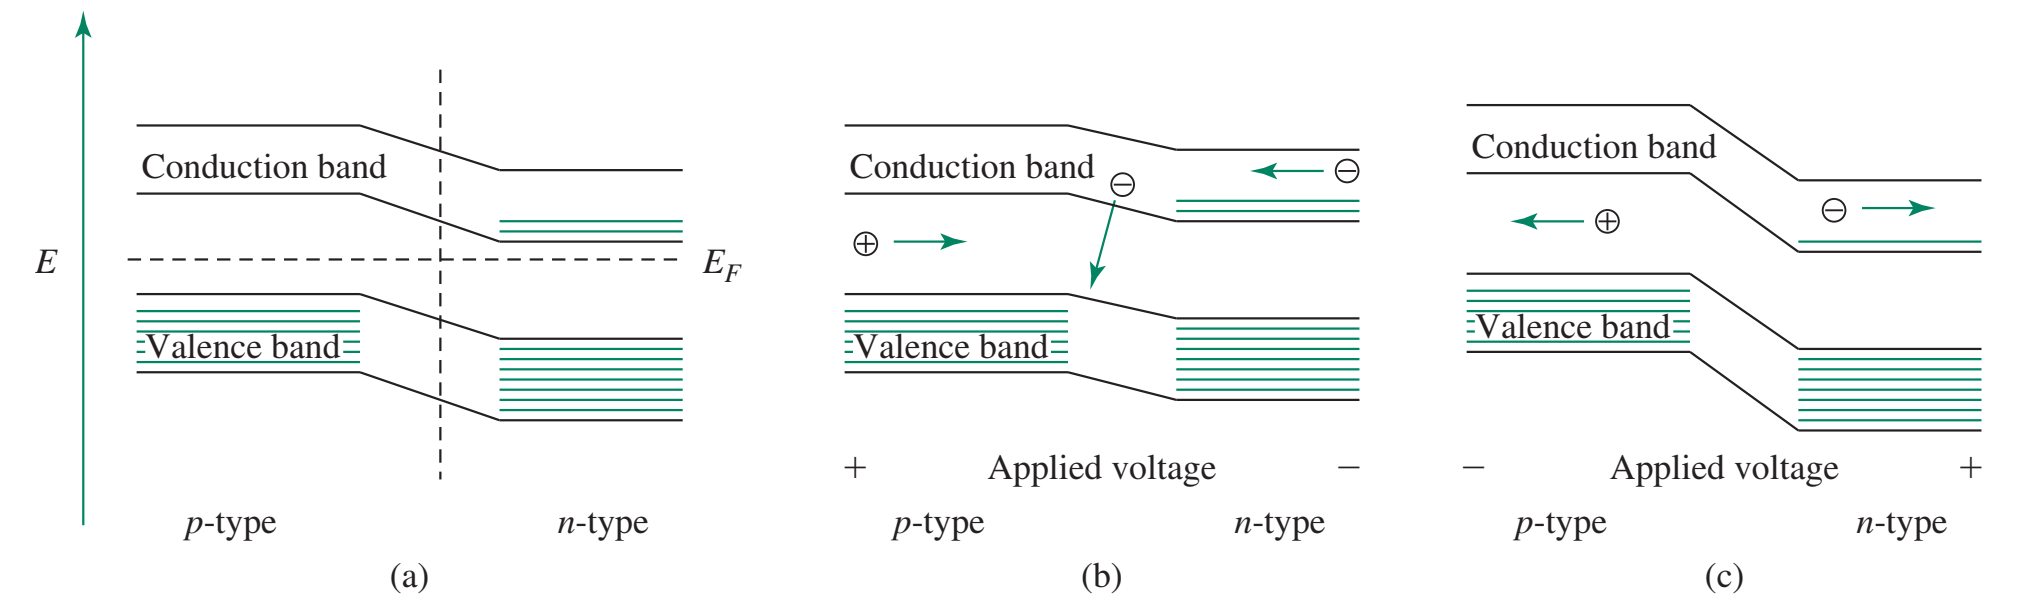 Conduction band
E
E_F
Valence band
p-type
n-type
(a)
Conduction band
−
−
+
Valence band
+ Applied voltage −
p-type
n-type
(b)
Conduction band
+
−
Valence band
− Applied voltage +
p-type
n-type
(c)